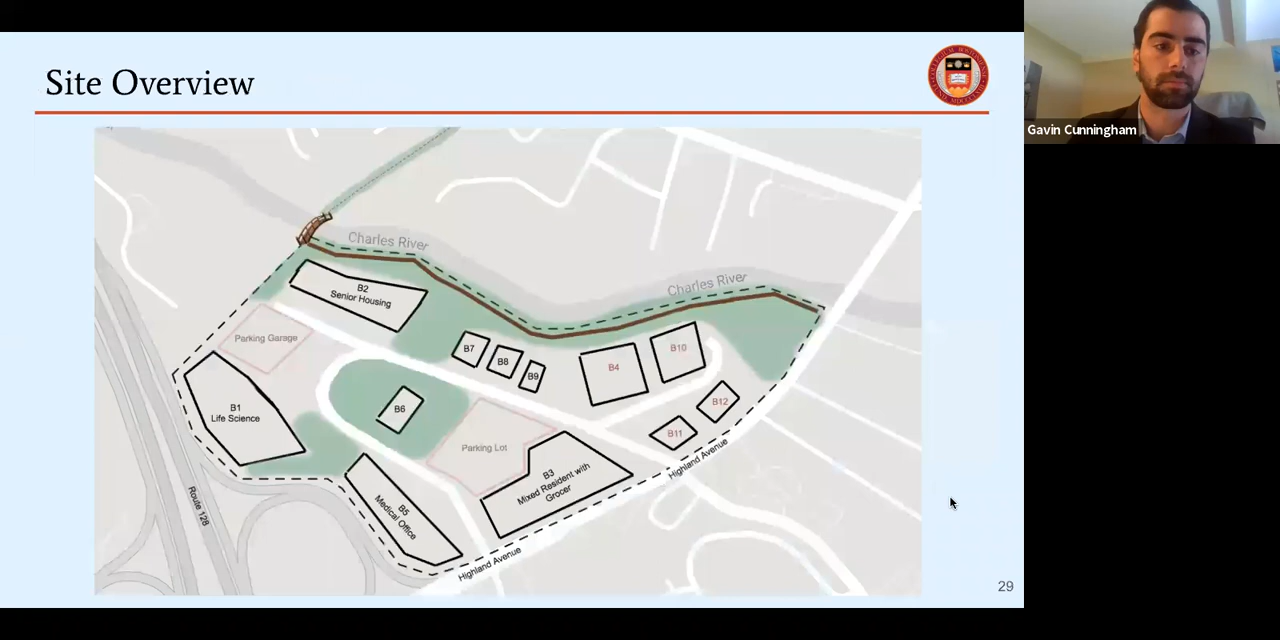 Site Overview
Gavin Cunningham
Charles River
Charles River
B2
Senior Housing
Parking Garage
B7
B8
B9
B4
B10
B1
Life Science
B6
B12
B11
Parking Lot
B3
Mixed Resident with
Grocer
Highland Avenue
B5
Medical Office
Route 128
Highland Avenue
29